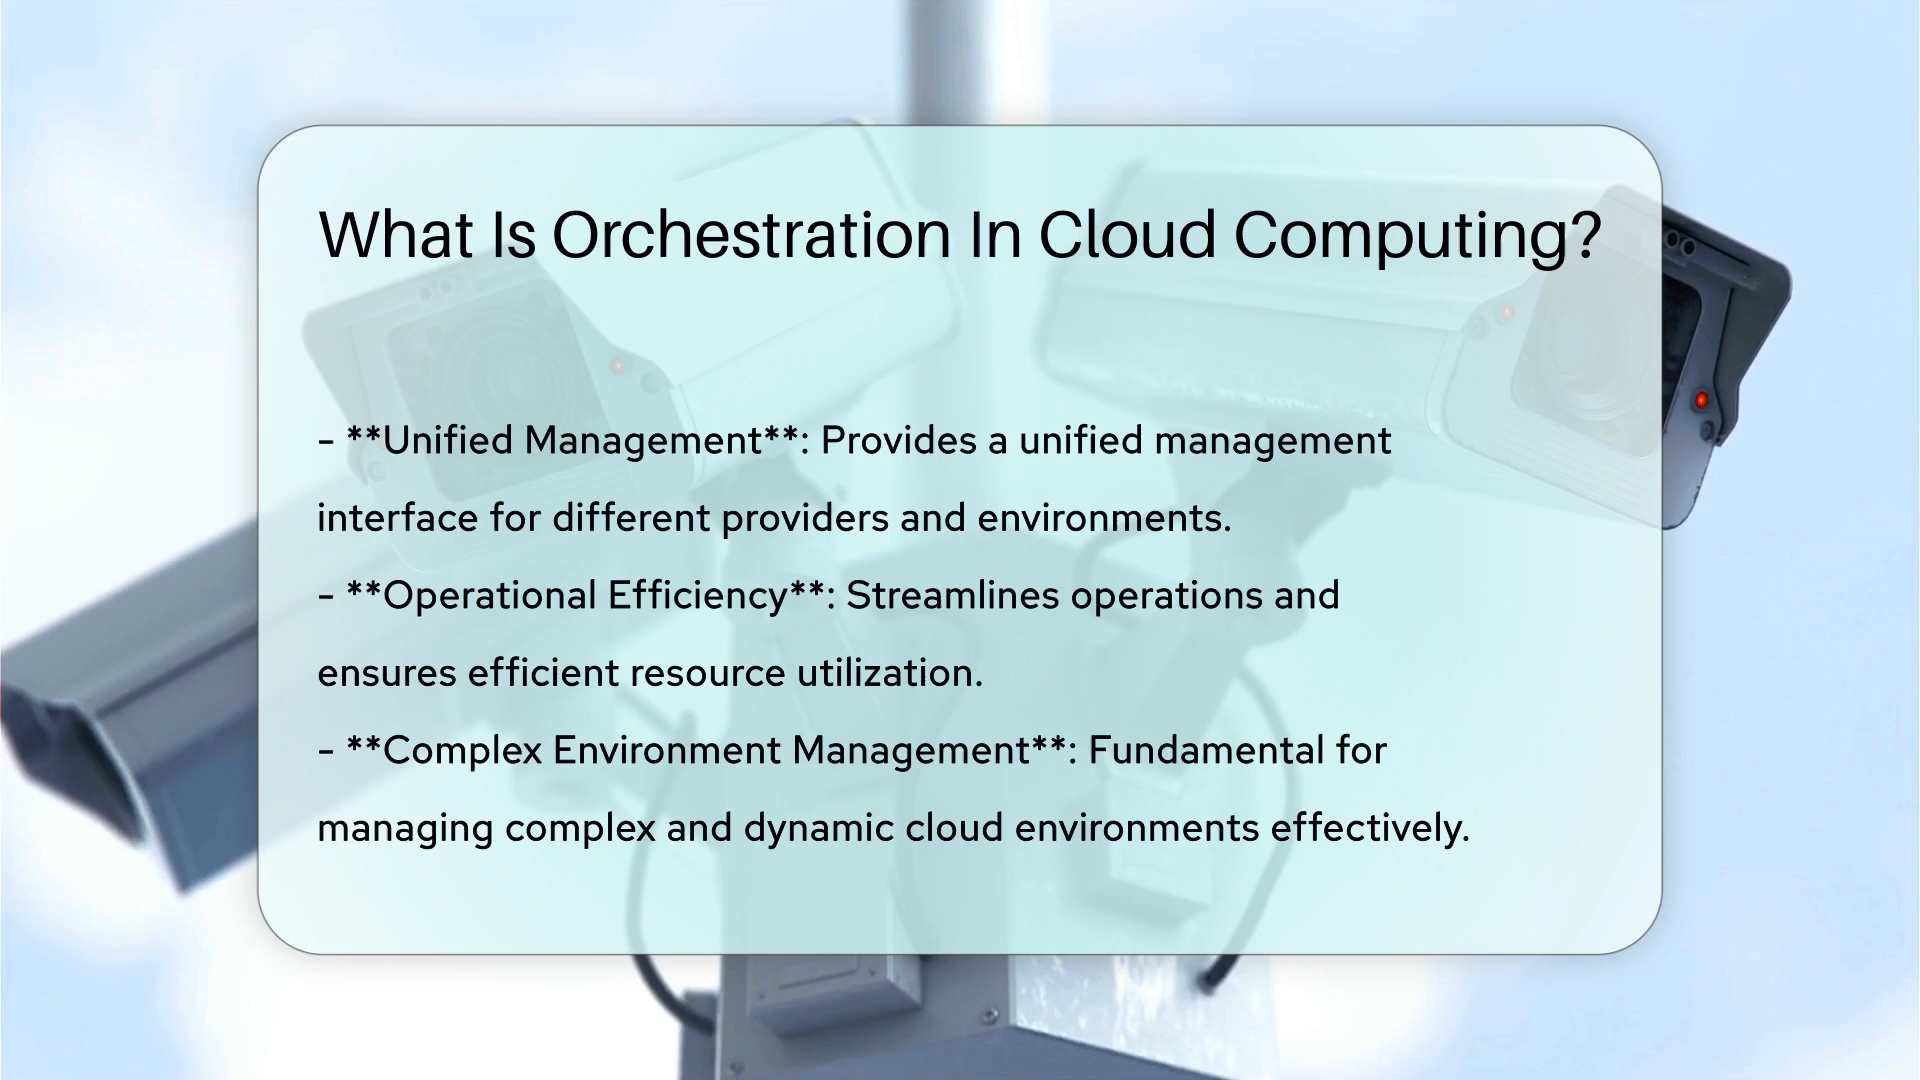 What Is Orchestration In Cloud Computing?
- **Unified Management**: Provides a unified management
interface for different providers and environments.
- **Operational Efficiency**: Streamlines operations and
ensures efficient resource utilization.
- **Complex Environment Management**: Fundamental for
managing complex and dynamic cloud environments effectively.